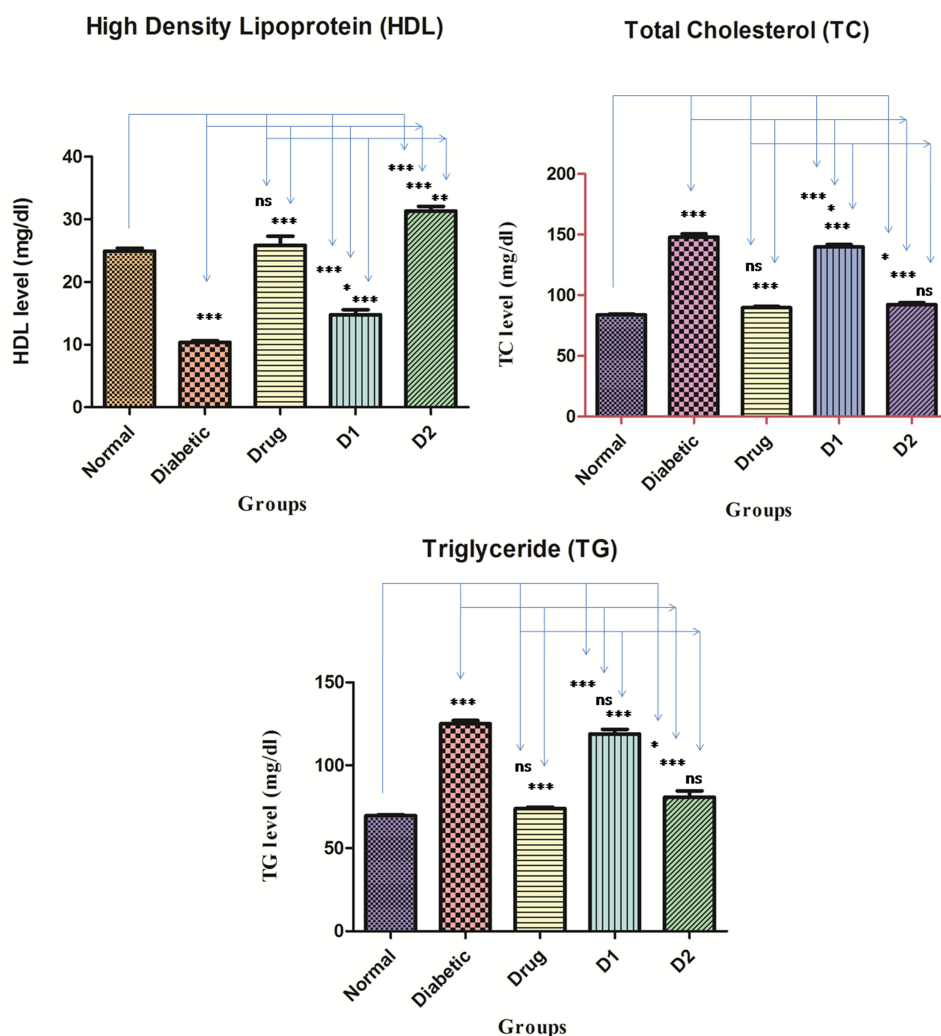 High Density Lipoprotein (HDL)
HDL level (mg/dl)
40
30
20
10
0
***
ns
***
***
*
***
***
***
**
Normal
Diabetic
Drug
D1
D2
Groups
Total Cholesterol (TC)
TC level (mg/dl)
200
150
100
50
0
***
ns
***
***
*
***
*
***
ns
Normal
Diabetic
Drug
D1
D2
Groups
Triglyceride (TG)
TG level (mg/dl)
150
100
50
0
***
ns
***
***
ns
***
*
***
ns
Normal
Diabetic
Drug
D1
D2
Groups